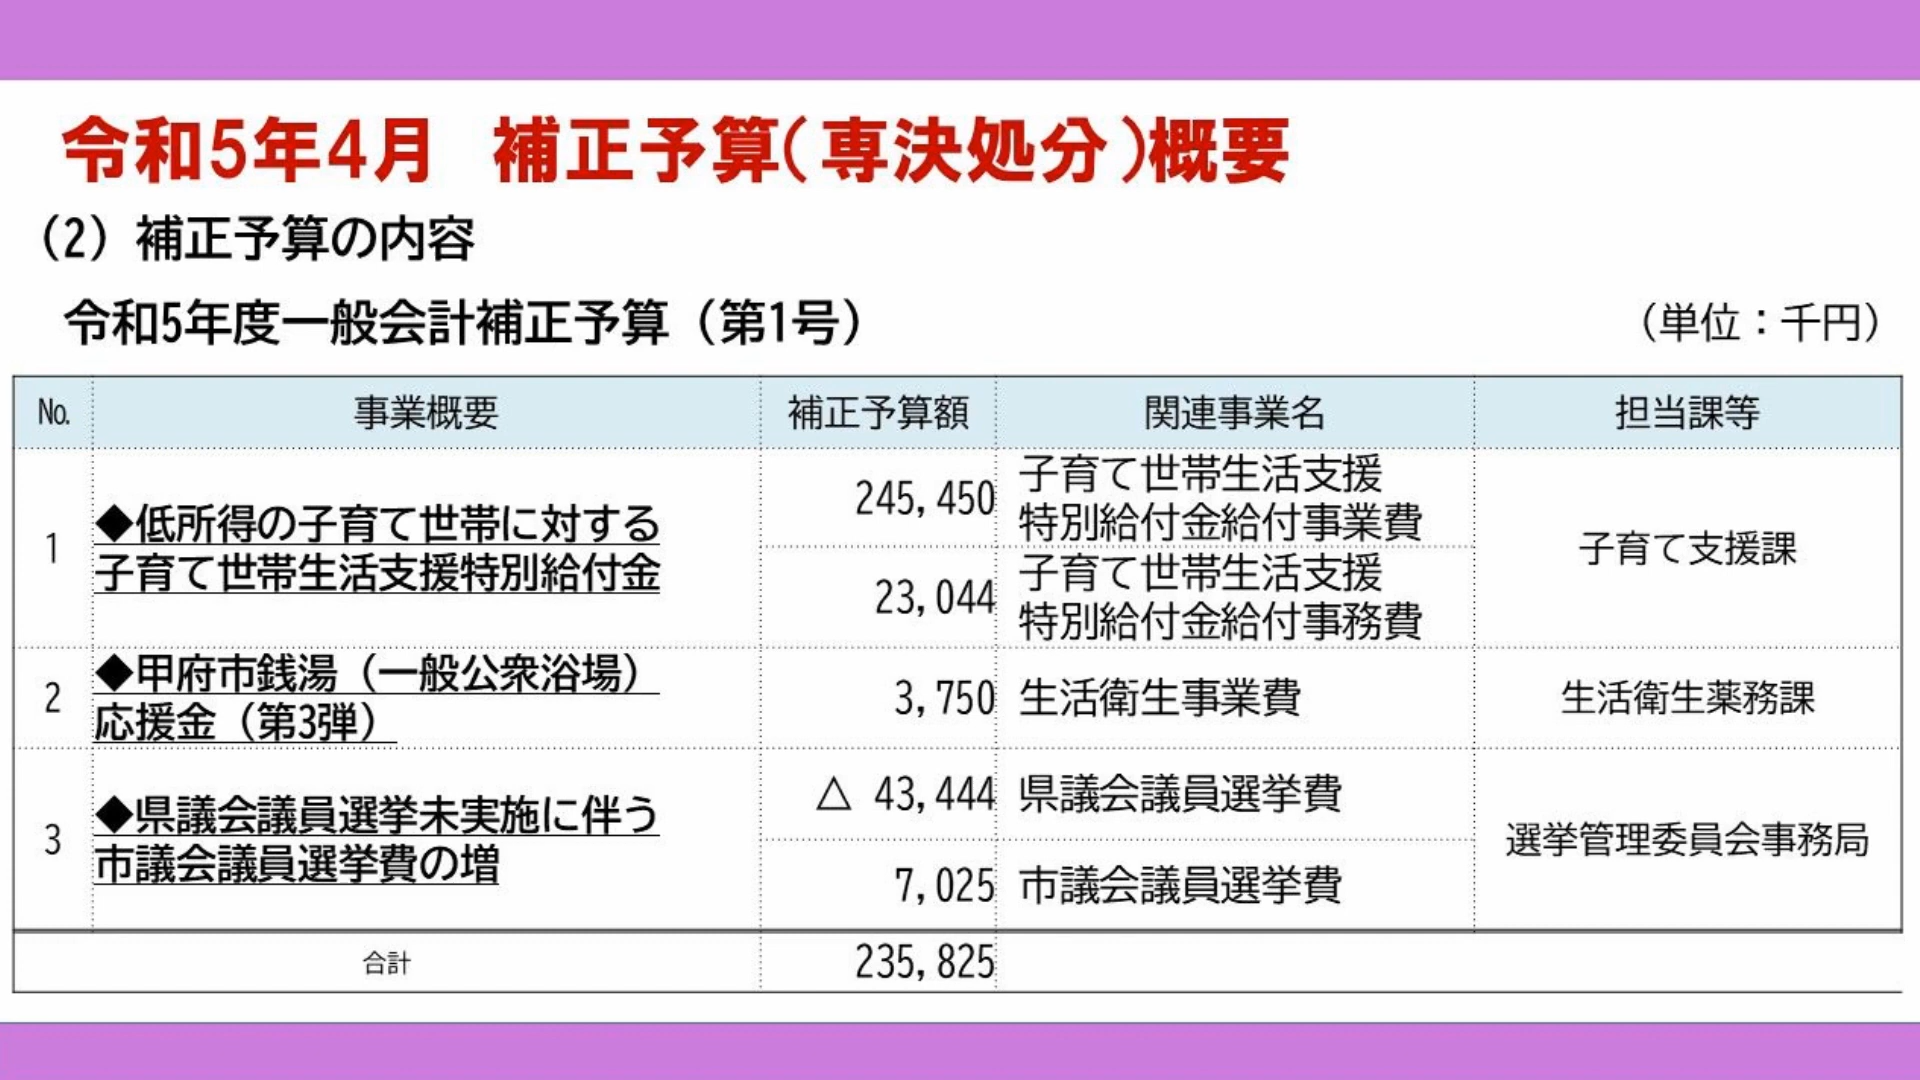 令和5年4月 補正予算(専決処分)概要
（2）補正予算の内容
令和5年度一般会計補正予算（第1号）
（単位：千円）
No.
事業概要
補正予算額
関連事業名
担当課等
1
◆低所得の子育て世帯に対する
子育て世帯生活支援特別給付金
245,450
子育て世帯生活支援
特別給付金給付事業費
23,044
子育て世帯生活支援
特別給付金給付事務費
子育て支援課
2
◆甲府市銭湯（一般公衆浴場）
応援金（第3弾）
3,750
生活衛生事業費
生活衛生薬務課
3
◆県議会議員選挙未実施に伴う
市議会議員選挙費の増
△ 43,444
県議会議員選挙費
7,025
市議会議員選挙費
選挙管理委員会事務局
合計
235,825